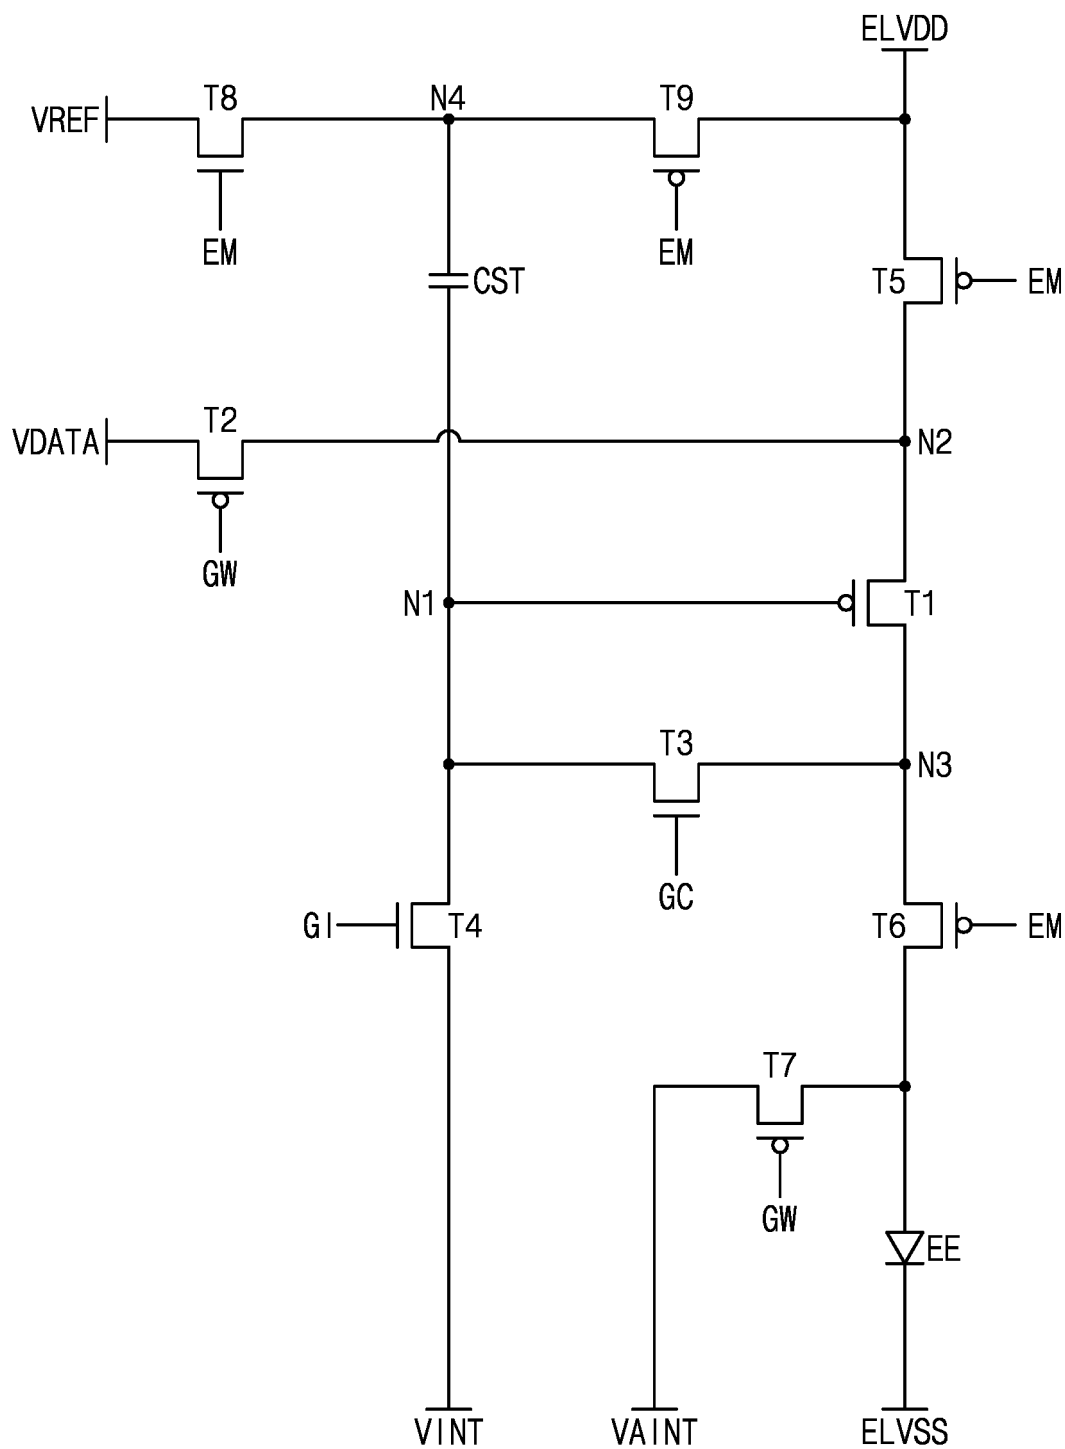 ELVDD
T8
N4
T9
VREF
EM
EM
CST
T5
EM
T2
VDATA
N2
GW
N1
T1
T3
N3
GC
GI
T4
T6
EM
T7
GW
EE
VINT
VAINT
ELVSS